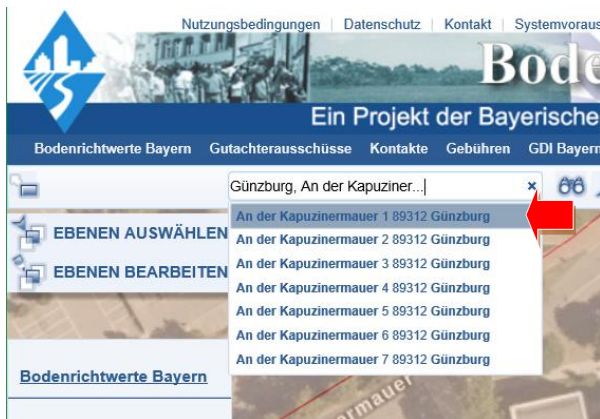 Nutzungsbedingungen | Datenschutz | Kontakt | Systemvoraus
Bode
Ein Projekt der Bayerische
Bodenrichtwerte Bayern Gutachterausschüsse Kontakte Gebühren GDI Bayern
Günzburg, An der Kapuziner...
An der Kapuzinermauer 1 89312 Günzburg
EBENEN AUSWÄHLEN
An der Kapuzinermauer 2 89312 Günzburg
An der Kapuzinermauer 3 89312 Günzburg
EBENEN BEARBEITEN
An der Kapuzinermauer 4 89312 Günzburg
An der Kapuzinermauer 5 89312 Günzburg
An der Kapuzinermauer 6 89312 Günzburg
An der Kapuzinermauer 7 89312 Günzburg
Bodenrichtwerte Bayern
ermauer